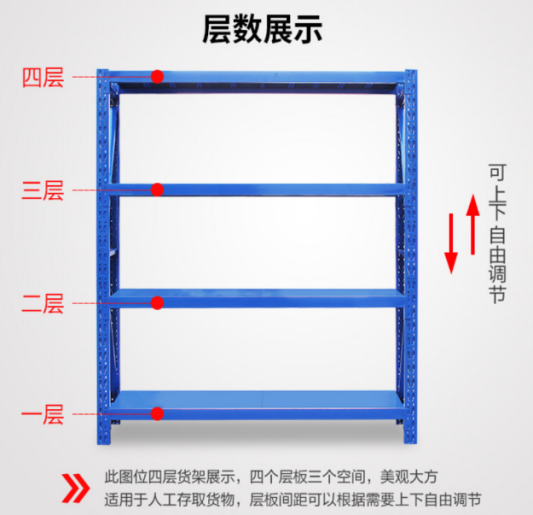 层数展示
四层
三层
二层
一层
可上下自由调节
此图位四层货架展示，四个层板三个空间，美观大方
适用于人工存取货物，层板间距可以根据需要上下自由调节